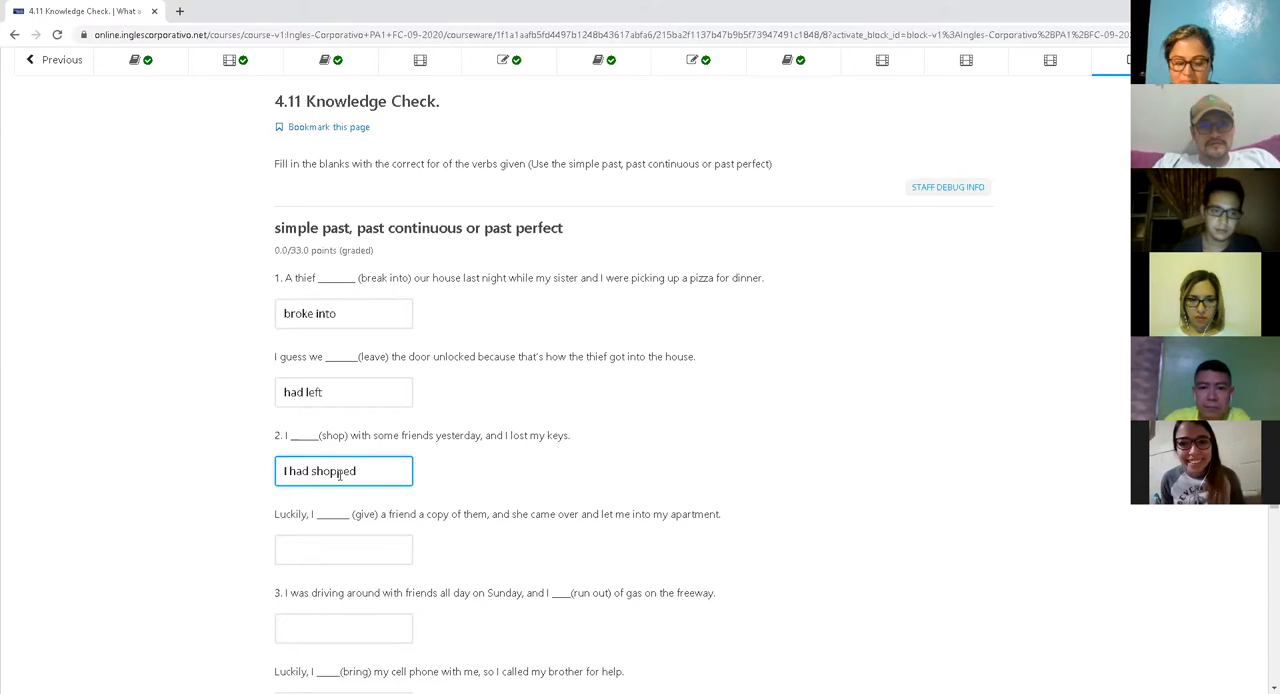 4.11 Knowledge Check. | What s
online.inglescorporativo.net/courses/course-v1:Ingles-Corporativo+PA1+FC-09-2020/courseware/1f1a1aafb5fd4497b1248b43617abfa6/215ba2f1137b47b9b5f73947491c1848/8?activate_block_id=block-v1%3AIngles-Corporativo%2BPA1%2BFC-09-202
Previous
4.11 Knowledge Check.
Bookmark this page
Fill in the blanks with the correct for of the verbs given (Use the simple past, past continuous or past perfect)
STAFF DEBUG INFO
simple past, past continuous or past perfect
0.0/33.0 points (graded)
1. A thief _______ (break into) our house last night while my sister and I were picking up a pizza for dinner.
broke into
I guess we ______(leave) the door unlocked because that's how the thief got into the house.
had left
2. I _____(shop) with some friends yesterday, and I lost my keys.
I had shopped
Luckily, I ______ (give) a friend a copy of them, and she came over and let me into my apartment.
3. I was driving around with friends all day on Sunday, and I ____(run out) of gas on the freeway.
Luckily, I _____(bring) my cell phone with me, so I called my brother for help.